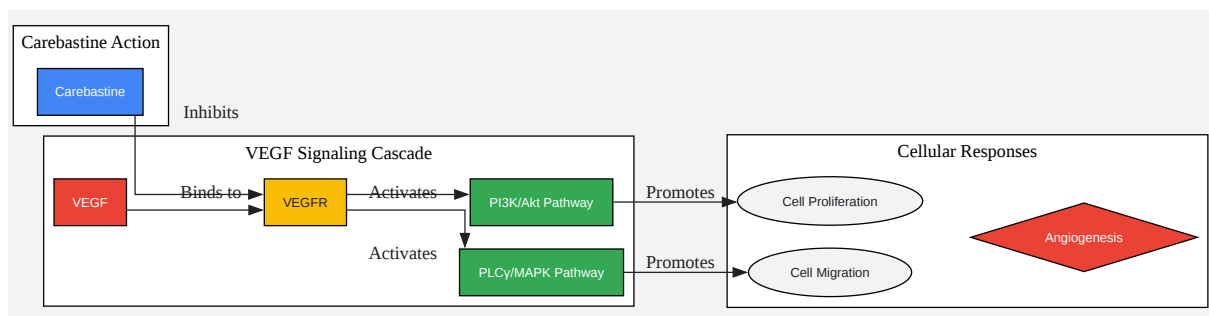 Carebastine Action
Carebastine
Inhibits
VEGF Signaling Cascade
VEGF
Binds to
VEGFR
Activates
PI3K/Akt Pathway
Activates
PLCγ/MAPK Pathway
Promotes
Promotes
Cellular Responses
Cell Proliferation
Cell Migration
Angiogenesis